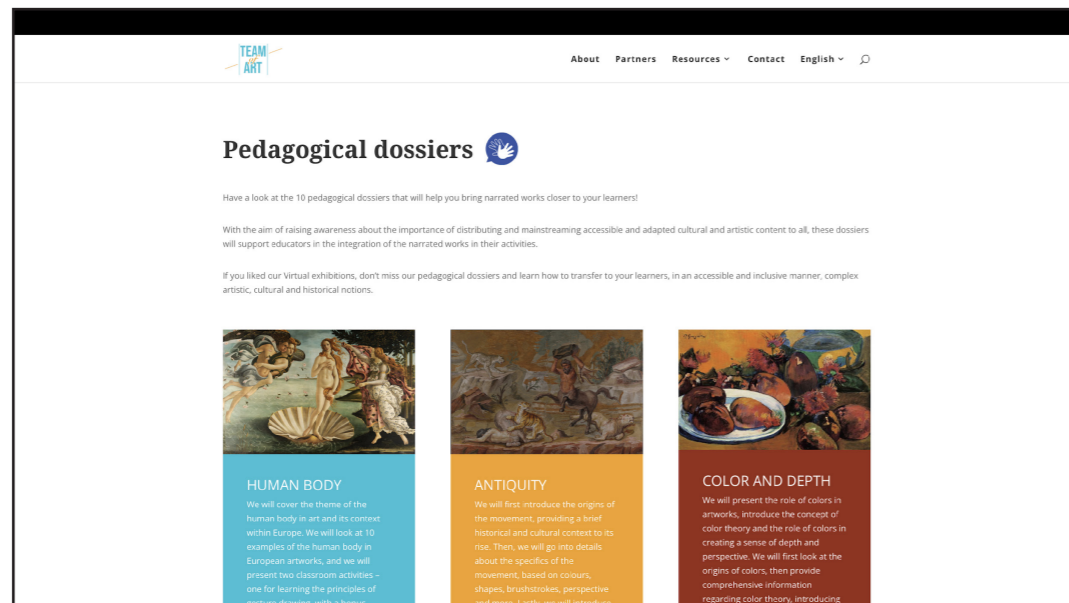 TEAM
of
ART
About Partners Resources Contact English
Pedagogical dossiers
Have a look at the 10 pedagogical dossiers that will help you bring narrated works closer to your learners!
With the aim of raising awareness about the importance of distributing and mainstreaming accessible and adapted cultural and artistic content to all, these dossiers
will support educators in the integration of the narrated works in their activities.
If you liked our Virtual exhibitions, don't miss our pedagogical dossiers and learn how to transfer to your learners, in an accessible and inclusive manner, complex
artistic, cultural and historical notions.
HUMAN BODY
We will cover the theme of the
human body in art and its context
within Europe. We will look at 10
examples of the human body in
European artworks, and we will
present two classroom activities –
one for learning the principles of
gesture drawing, with a bonus
ANTIQUITY
We will first introduce the origins of
the movement, providing a brief
historical and cultural context to its
rise. Then, we will go into details
about the specifics of the
movement, based on colours,
shapes, brushstrokes, perspective
and more. Lastly, we will introduce
COLOR AND DEPTH
We will present the role of colors in
artworks, introduce the concept of
color theory and the role of colors in
creating a sense of depth and
perspective. We will first look at the
origins of colors, then provide
comprehensive information
regarding color theory, introducing